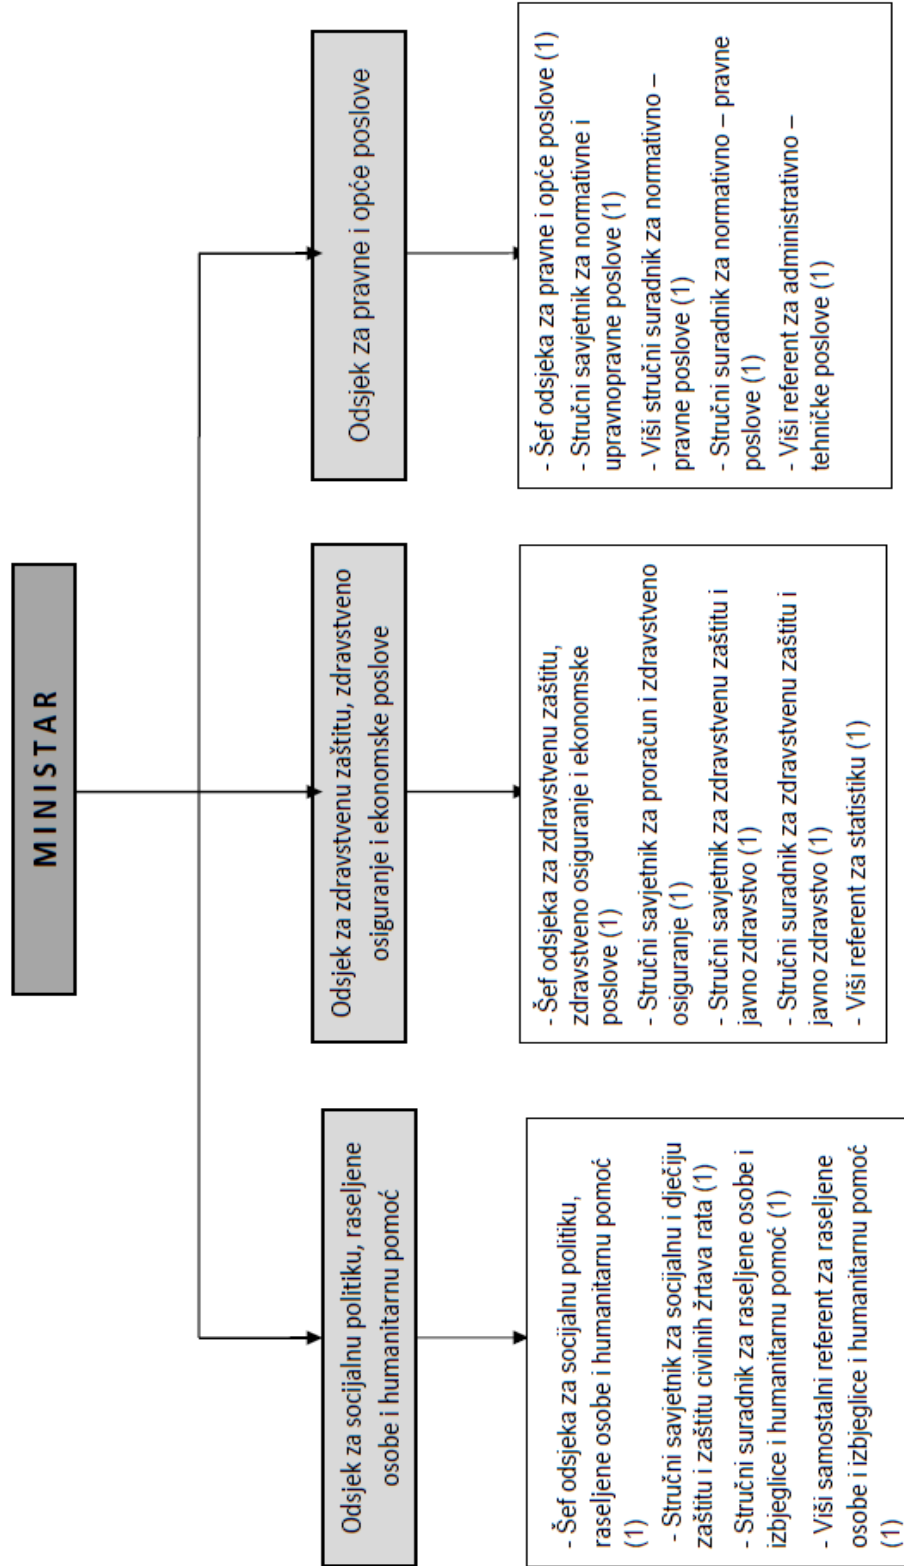 MINISTAR
Odsjek za socijalnu politiku, raseljene
osobe i humanitarnu pomoć
Odsjek za zdravstvenu zaštitu, zdravstveno
osiguranje i ekonomske poslove
Odsjek za pravne i opće poslove
- Šef odsjeka za socijalnu politiku,
raseljene osobe i humanitarnu pomoć
(1)
- Stručni savjetnik za socijalnu i dječiju
zaštitu i zaštitu civilnih žrtava rata (1)
- Stručni suradnik za raseljene osobe i
izbjeglice i humanitarnu pomoć (1)
- Viši samostalni referent za raseljene
osobe i izbjeglice i humanitarnu pomoć
(1)
- Šef odsjeka za zdravstvenu zaštitu,
zdravstveno osiguranje i ekonomske
poslove (1)
- Stručni savjetnik za proračun i zdravstveno
osiguranje (1)
- Stručni savjetnik za zdravstvenu zaštitu i
javno zdravstvo (1)
- Stručni suradnik za zdravstvenu zaštitu i
javno zdravstvo (1)
- Viši referent za statistiku (1)
- Šef odsjeka za pravne i opće poslove (1)
- Stručni savjetnik za normativne i
upravnopravne poslove (1)
- Viši stručni suradnik za normativno –
pravne poslove (1)
- Stručni suradnik za normativno – pravne
poslove (1)
- Viši referent za administrativno –
tehničke poslove (1)